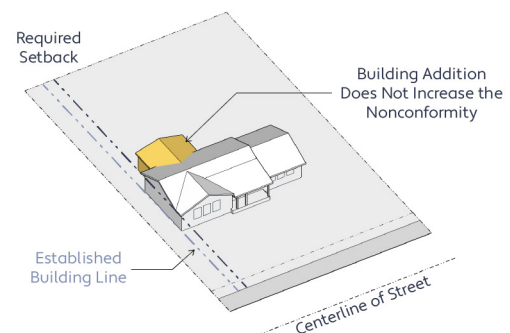 Required
Setback
Building Addition
Does Not Increase the
Nonconformity
Established
Building Line
Centerline of Street